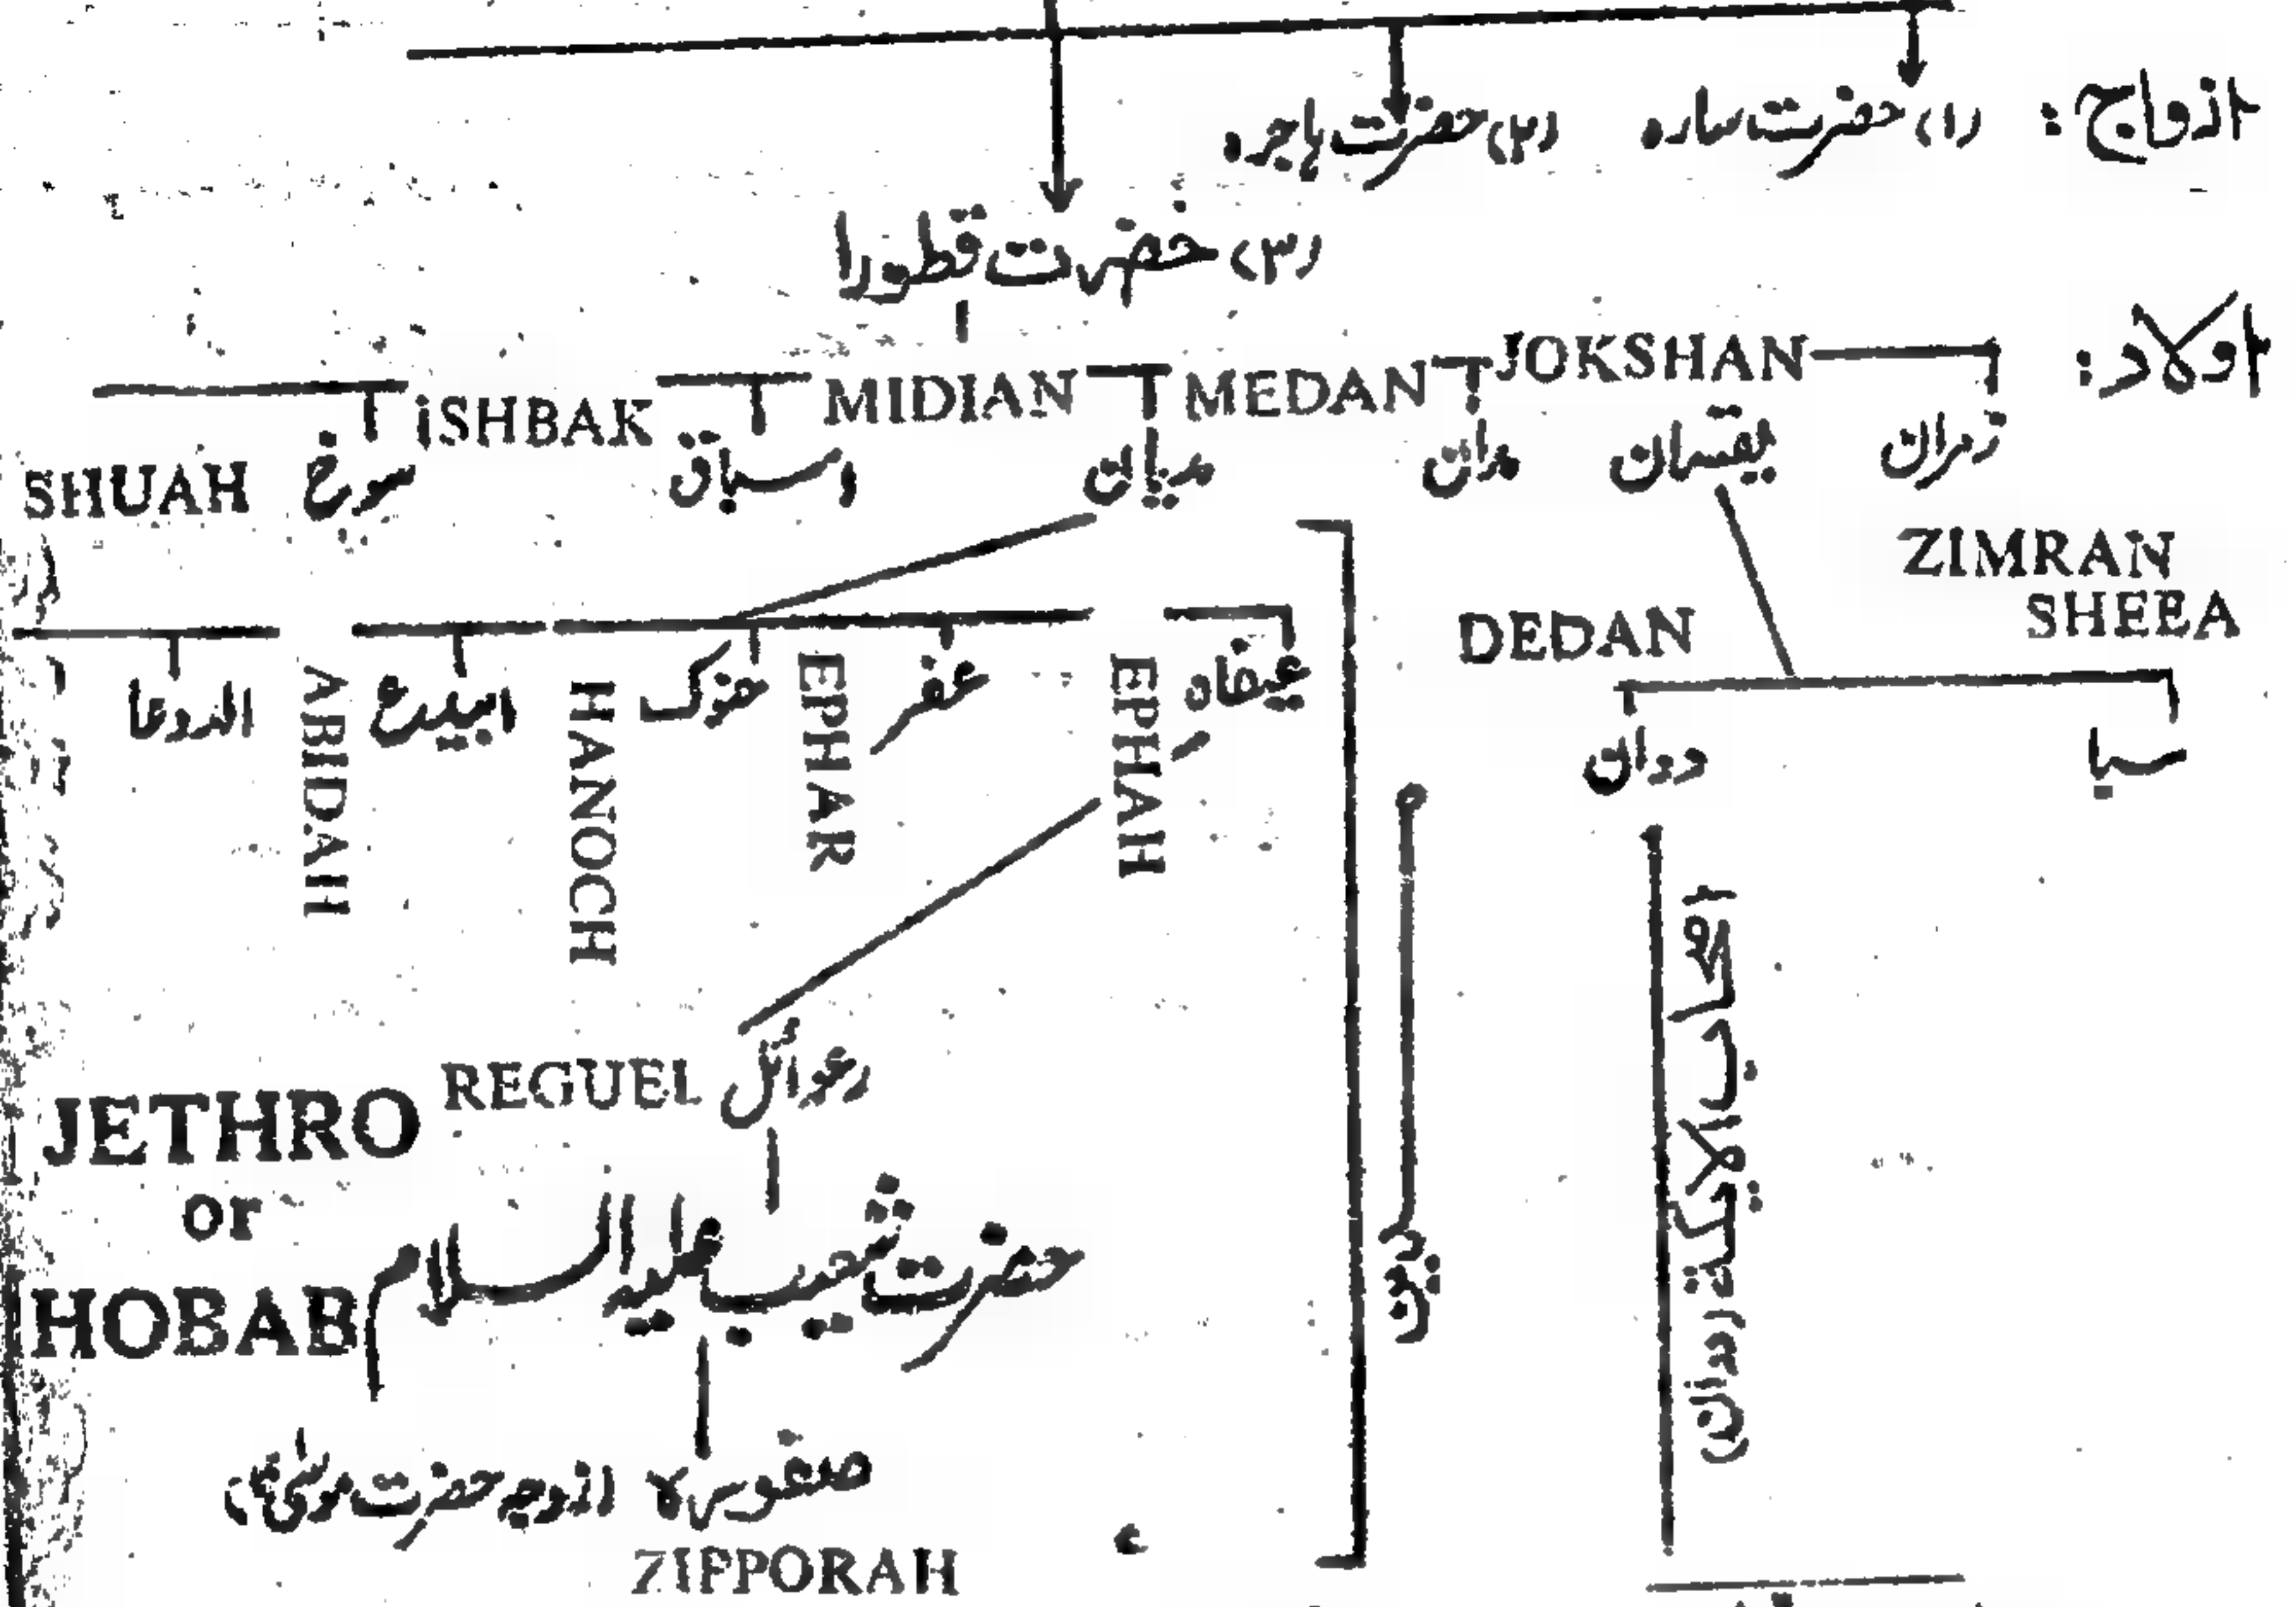 ازواج: (۱) حضرت سارہ (۲) حضرت ہاجرہ
(۳) حضرت قطورا
اولاد:
JOKSHAN MEDAN MIDIAN iSHBAK
زمران یقسان مدان میان اسباق سوخ SHUAH
ZIMRAN
SHEBA DEDAN
عیفاہ EPHAH عفر EPHAR حنوک HANOCH ابیدع ABIDAH الدوعا
سبا ددان
REGUEL رعوائل
JETHRO
or
HOBAB
حضرت شعیب علیہ السلام
صفورہ (زوجہ حضرت موسیٰؑ)
ZIPPORAH